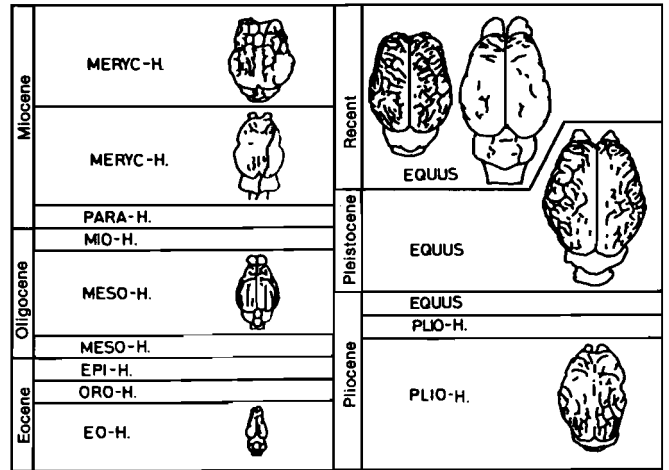 Miocene
MERYC-H.
MERYC-H.
PARA-H.
Oligocene
MIO-H.
MESO-H.
MESO-H.
Eocene
EPI-H.
ORO-H.
EO-H.
Recent
EQUUS
Pleistocene
EQUUS
Pliocene
EQUUS
PLIO-H.
PLIO-H.